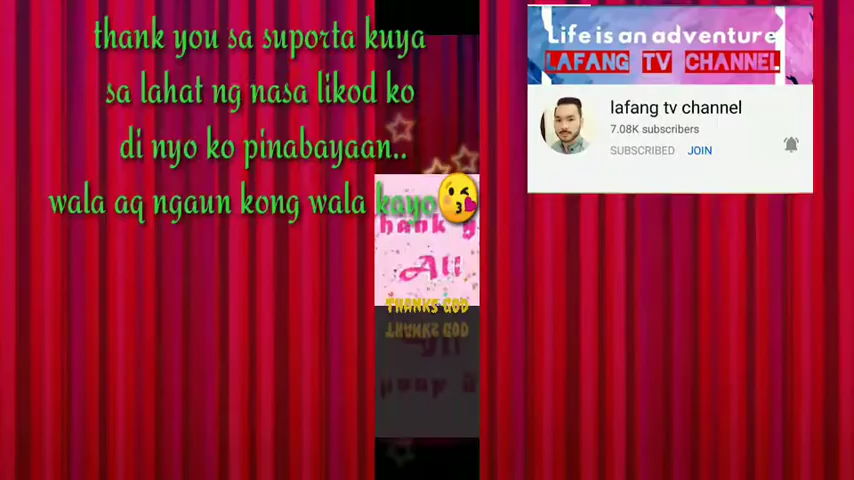 thank you sa suporta kuya
sa lahat ng nasa likod ko
di nyo ko pinabayaan..
wala aq ngaun kong wala kayo
hank y
All
THANKS GOD
Life is an adventure
LAFANG TV CHANNEL
lafang tv channel
7.08K subscribers
SUBSCRIBED JOIN